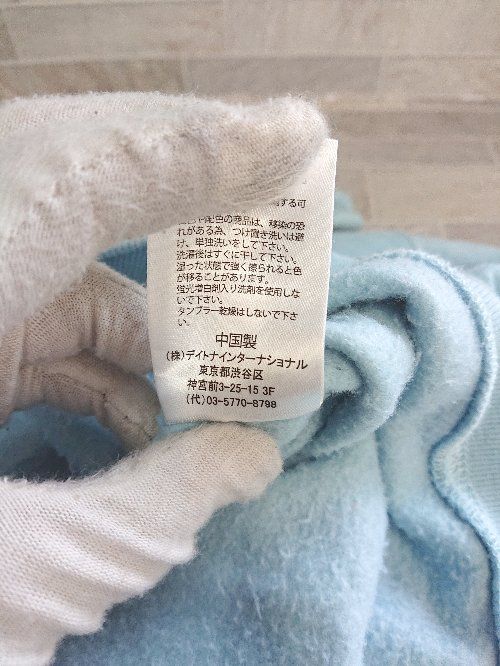 用する可
色や配色の商品は、移染の恐
れがある為、つけ置き洗いは避
け、単独洗いをして下さい。
洗濯後はすぐに干して下さい。
湿った状態で強く擦られると色
が移ることがあります。
蛍光増白剤入り洗剤を使用しな
いで下さい。
タンブラー乾燥はしないで下さ
い。
中国製
(株)デイトナインターナショナル
東京都渋谷区
神宮前3-25-15 3F
(代) 03-5770-8798